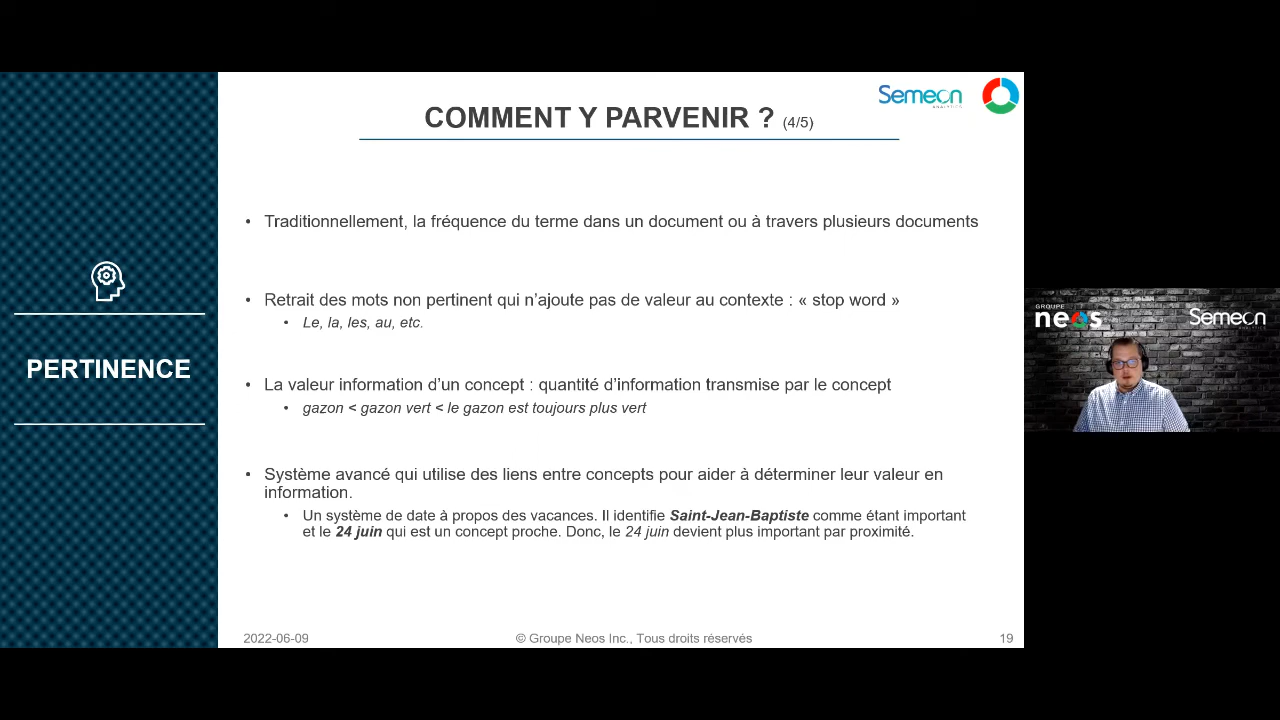 Semeon
ANALYTICS
COMMENT Y PARVENIR ? (4/5)
• Traditionnellement, la fréquence du terme dans un document ou à travers plusieurs documents
• Retrait des mots non pertinent qui n’ajoute pas de valeur au contexte : « stop word »
• Le, la, les, au, etc.
PERTINENCE
• La valeur information d’un concept : quantité d’information transmise par le concept
• gazon < gazon vert < le gazon est toujours plus vert
• Système avancé qui utilise des liens entre concepts pour aider à déterminer leur valeur en
information.
• Un système de date à propos des vacances. Il identifie Saint-Jean-Baptiste comme étant important
et le 24 juin qui est un concept proche. Donc, le 24 juin devient plus important par proximité.
2022-06-09
© Groupe Neos Inc., Tous droits réservés
19
GROUPE
neos
Semeon
ANALYTICS